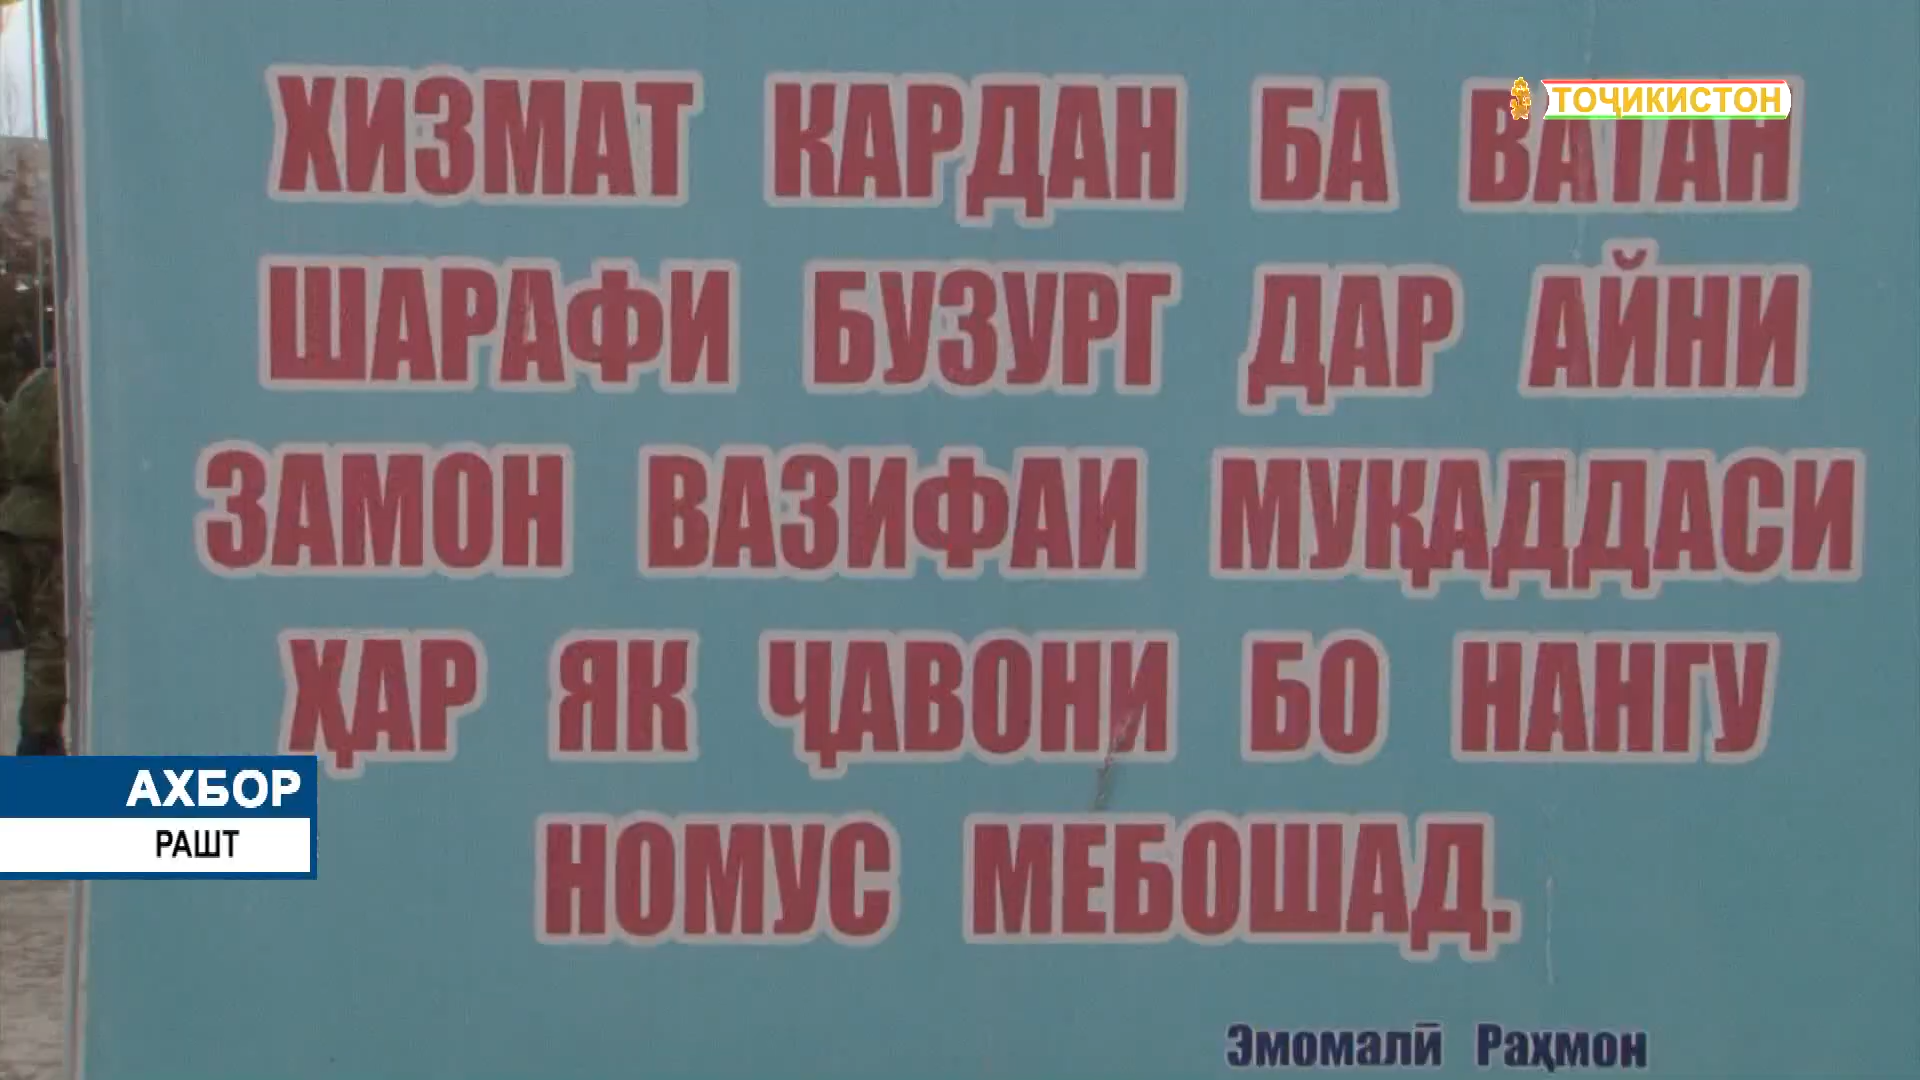 ТОҶИКИСТОН
ХИЗМАТ КАРДАН БА ВАТАН
ШАРАФИ БУЗУРГ ДАР АЙНИ
ЗАМОН ВАЗИФАИ МУҚАДДАСИ
ҲАР ЯК ҶАВОНИ БО НАНГУ
НОМУС МЕБОШАД.
Эмомалӣ Раҳмон
АХБОР
РАШТ